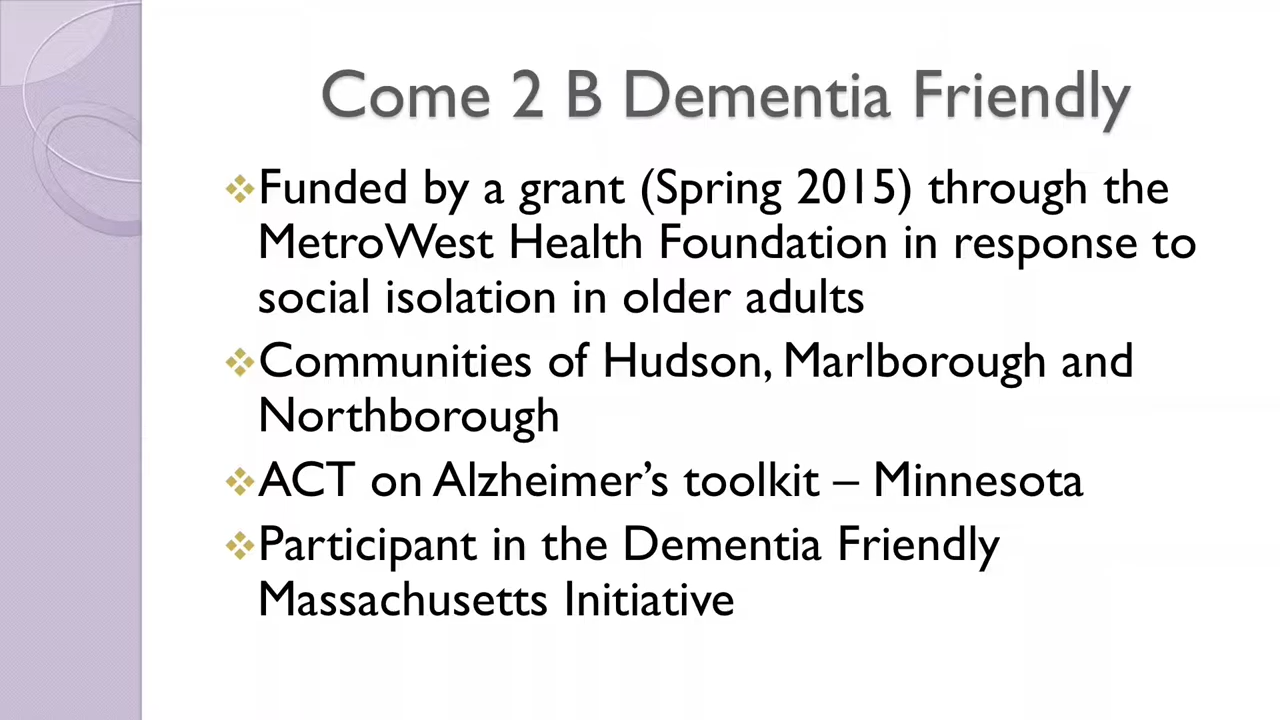 Come 2 B Dementia Friendly
Funded by a grant (Spring 2015) through the
MetroWest Health Foundation in response to
social isolation in older adults
Communities of Hudson, Marlborough and
Northborough
ACT on Alzheimer’s toolkit – Minnesota
Participant in the Dementia Friendly
Massachusetts Initiative